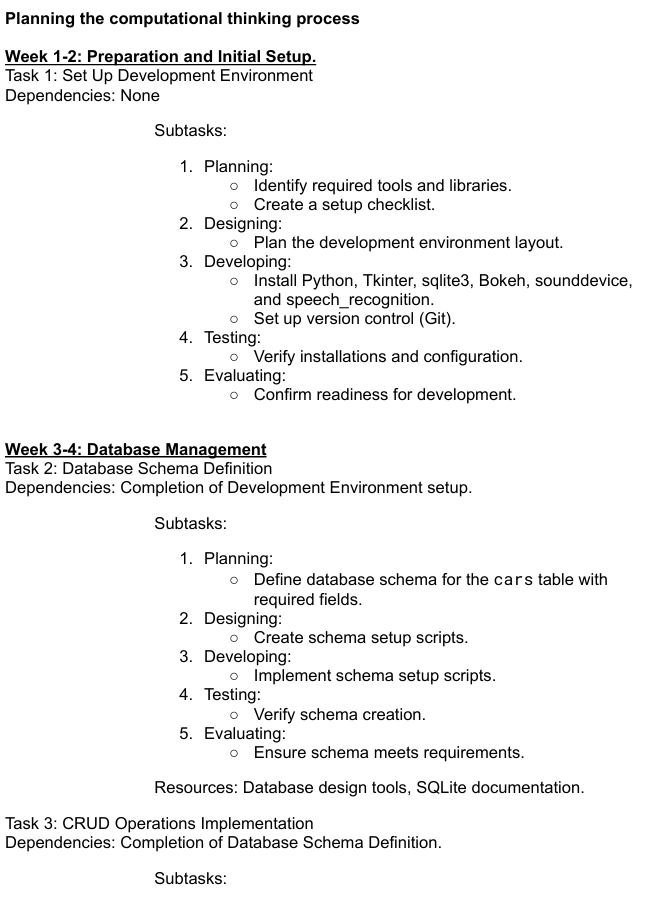 Planning the computational thinking process
Week 1-2: Preparation and Initial Setup.
Task 1: Set Up Development Environment
Dependencies: None
Subtasks:
1. Planning:
○ Identify required tools and libraries.
○ Create a setup checklist.
2. Designing:
○ Plan the development environment layout.
3. Developing:
○ Install Python, Tkinter, sqlite3, Bokeh, sounddevice,
and speech_recognition.
○ Set up version control (Git).
4. Testing:
○ Verify installations and configuration.
5. Evaluating:
○ Confirm readiness for development.
Week 3-4: Database Management
Task 2: Database Schema Definition
Dependencies: Completion of Development Environment setup.
Subtasks:
1. Planning:
○ Define database schema for the cars table with
required fields.
2. Designing:
○ Create schema setup scripts.
3. Developing:
○ Implement schema setup scripts.
4. Testing:
○ Verify schema creation.
5. Evaluating:
○ Ensure schema meets requirements.
Resources: Database design tools, SQLite documentation.
Task 3: CRUD Operations Implementation
Dependencies: Completion of Database Schema Definition.
Subtasks: